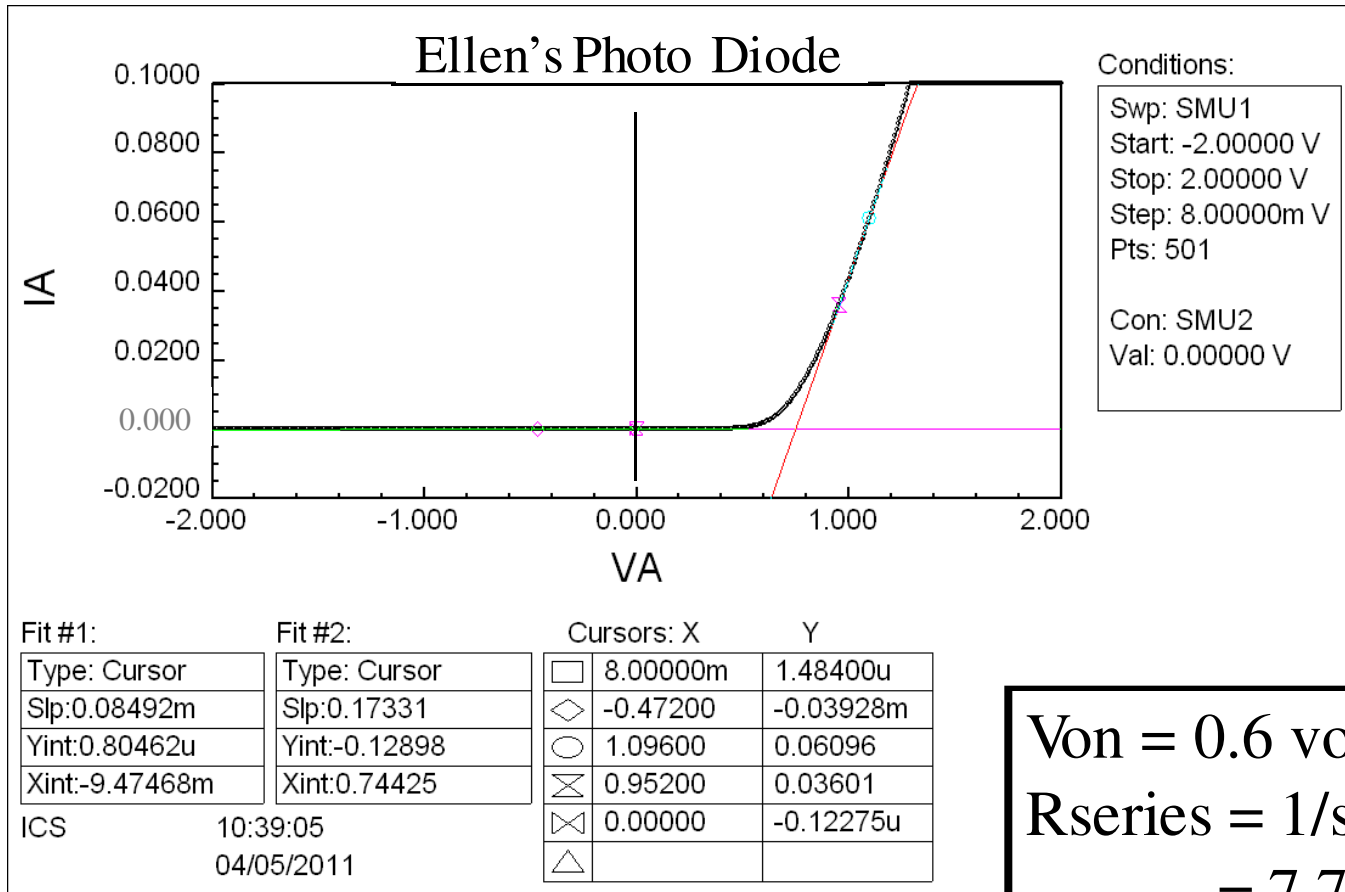 Ellen's Photo Diode
0.1000
0.0800
0.0600
0.0400
0.0200
0.000
-0.0200
IA
-2.000 -1.000 0.000 1.000 2.000
VA
Conditions:
Swp: SMU1
Start: -2.00000 V
Stop: 2.00000 V
Step: 8.00000m V
Pts: 501
Con: SMU2
Val: 0.00000 V
Fit #1:
Type: Cursor
Slp:0.08492m
Yint:0.80462u
Xint:-9.47468m
Fit #2:
Type: Cursor
Slp:0.17331
Yint:-0.12898
Xint:0.74425
Cursors: X Y
8.00000m 1.48400u
-0.47200 -0.03928m
1.09600 0.06096
0.95200 0.03601
0.00000 -0.12275u
ICS 10:39:05
04/05/2011
Von = 0.6 vo
Rseries = 1/s
= 7.7